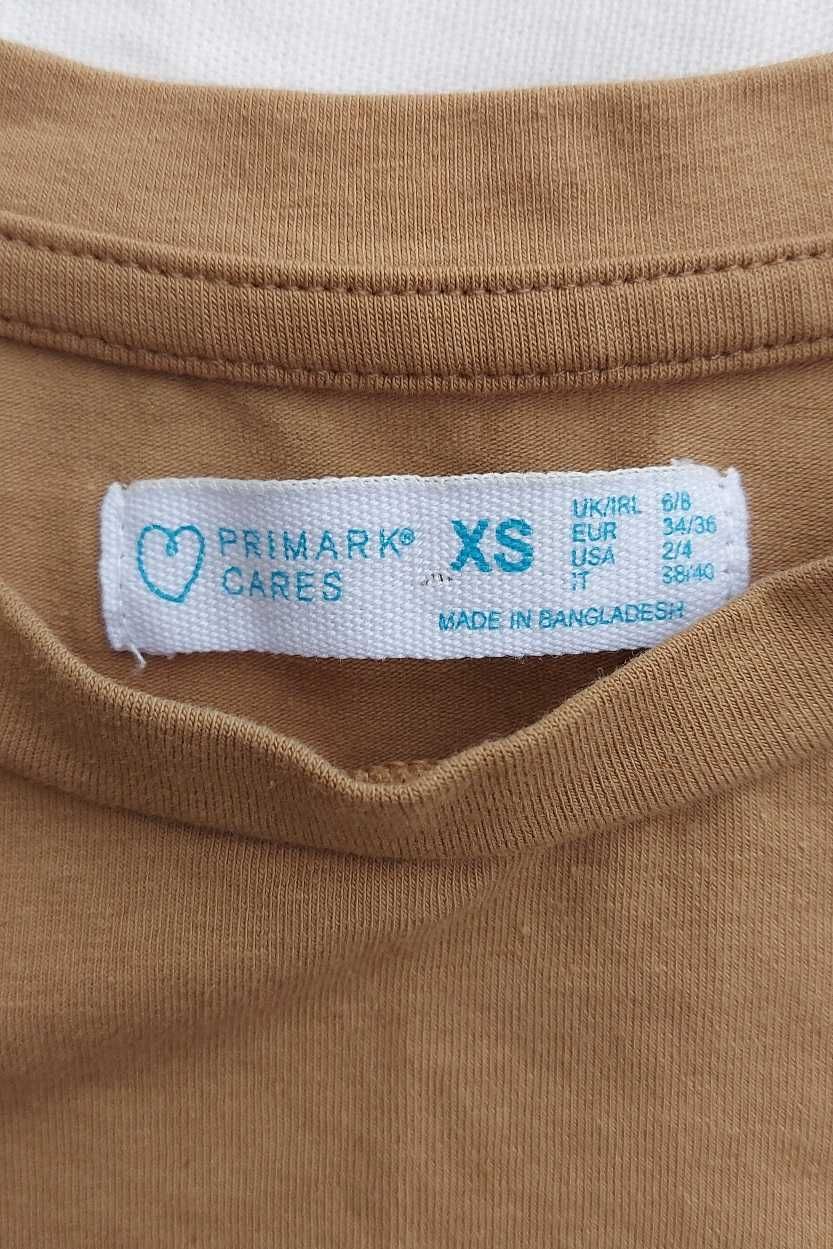 PRIMARK®
CARES
XS
UK/IRL 6/8
EUR 34/36
USA 2/4
IT 38/40
MADE IN BANGLADESH